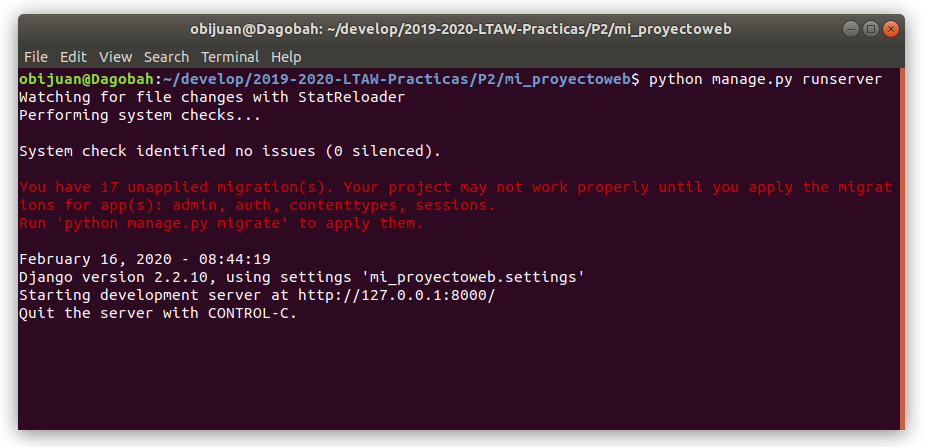 obijuan@Dagobah: ~/develop/2019-2020-LTAW-Practicas/P2/mi_proyectoweb
File Edit View Search Terminal Help
obijuan@Dagobah:~/develop/2019-2020-LTAW-Practicas/P2/mi_proyectoweb$ python manage.py runserver
Watching for file changes with StatReloader
Performing system checks...
System check identified no issues (0 silenced).
You have 17 unapplied migration(s). Your project may not work properly until you apply the migrat
ions for app(s): admin, auth, contenttypes, sessions.
Run 'python manage.py migrate' to apply them.
February 16, 2020 - 08:44:19
Django version 2.2.10, using settings 'mi_proyectoweb.settings'
Starting development server at http://127.0.0.1:8000/
Quit the server with CONTROL-C.